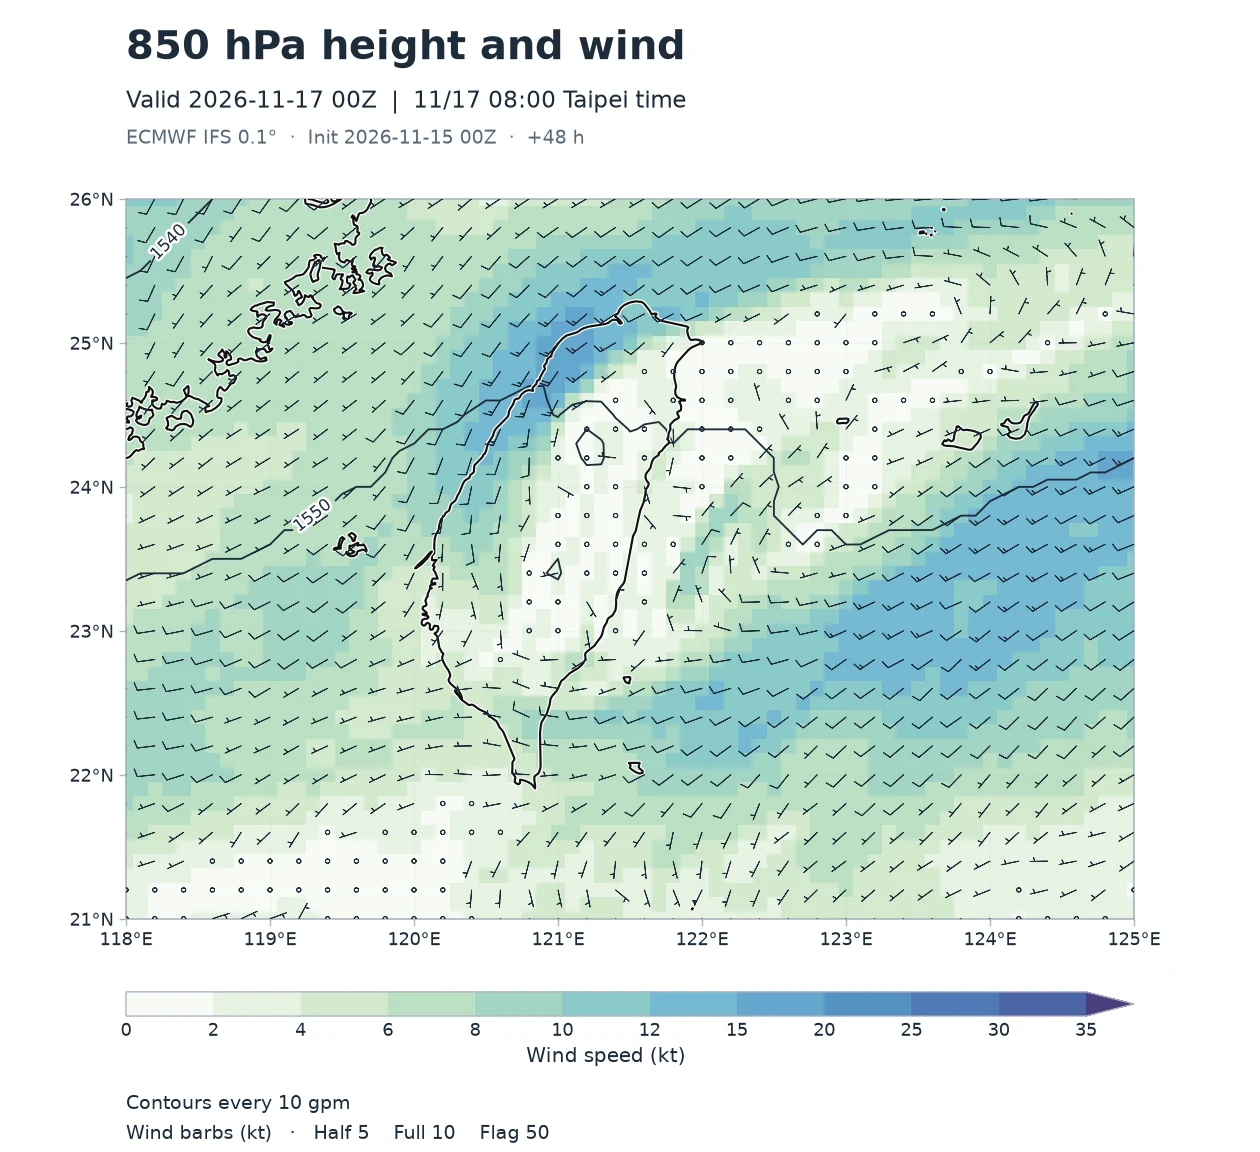 850 hPa height and wind
Valid 2026-11-17 00Z | 11/17 08:00 Taipei time
ECMWF IFS 0.1° · Init 2026-11-15 00Z · +48 h
26°N
1540
25°N
24°N
1550
23°N
22°N
21°N
118°E 119°E 120°E 121°E 122°E 123°E 124°E 125°E
0 2 4 6 8 10 12 15 20 25 30 35
Wind speed (kt)
Contours every 10 gpm
Wind barbs (kt) · Half 5 Full 10 Flag 50